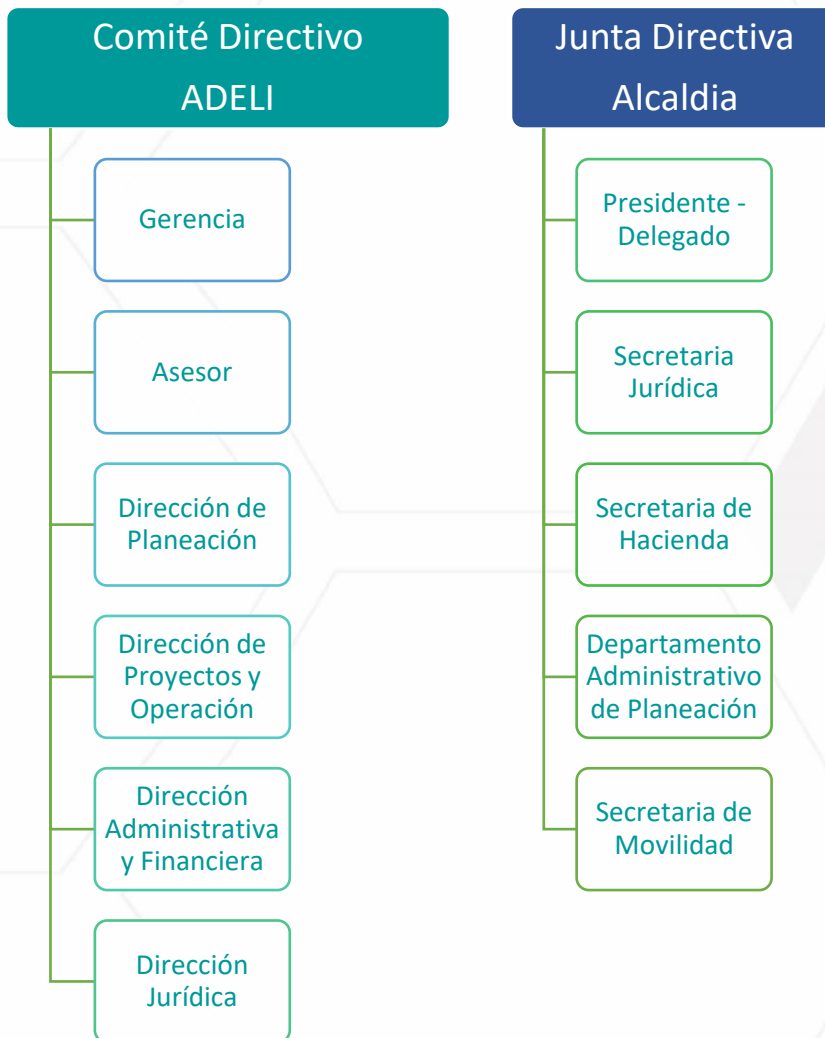 Comité Directivo
ADELI
Gerencia
Asesor
Dirección de
Planeación
Dirección de
Proyectos y
Operación
Dirección
Administrativa
y Financiera
Dirección
Jurídica
Junta Directiva
Alcaldia
Presidente -
Delegado
Secretaria
Jurídica
Secretaria de
Hacienda
Departamento
Administrativo
de Planeación
Secretaria de
Movilidad